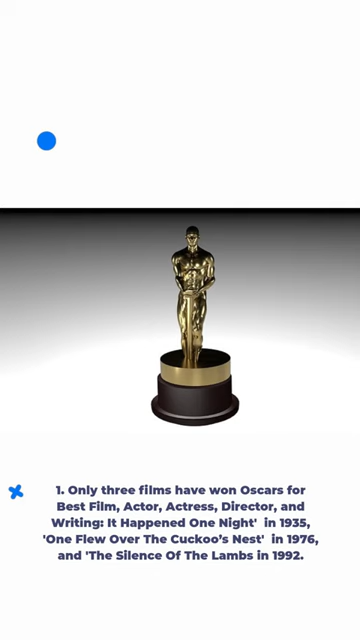 1. Only three films have won Oscars for
Best Film, Actor, Actress, Director, and
Writing: It Happened One Night'  in 1935,
'One Flew Over The Cuckoo’s Nest'  in 1976,
and 'The Silence Of The Lambs in 1992.